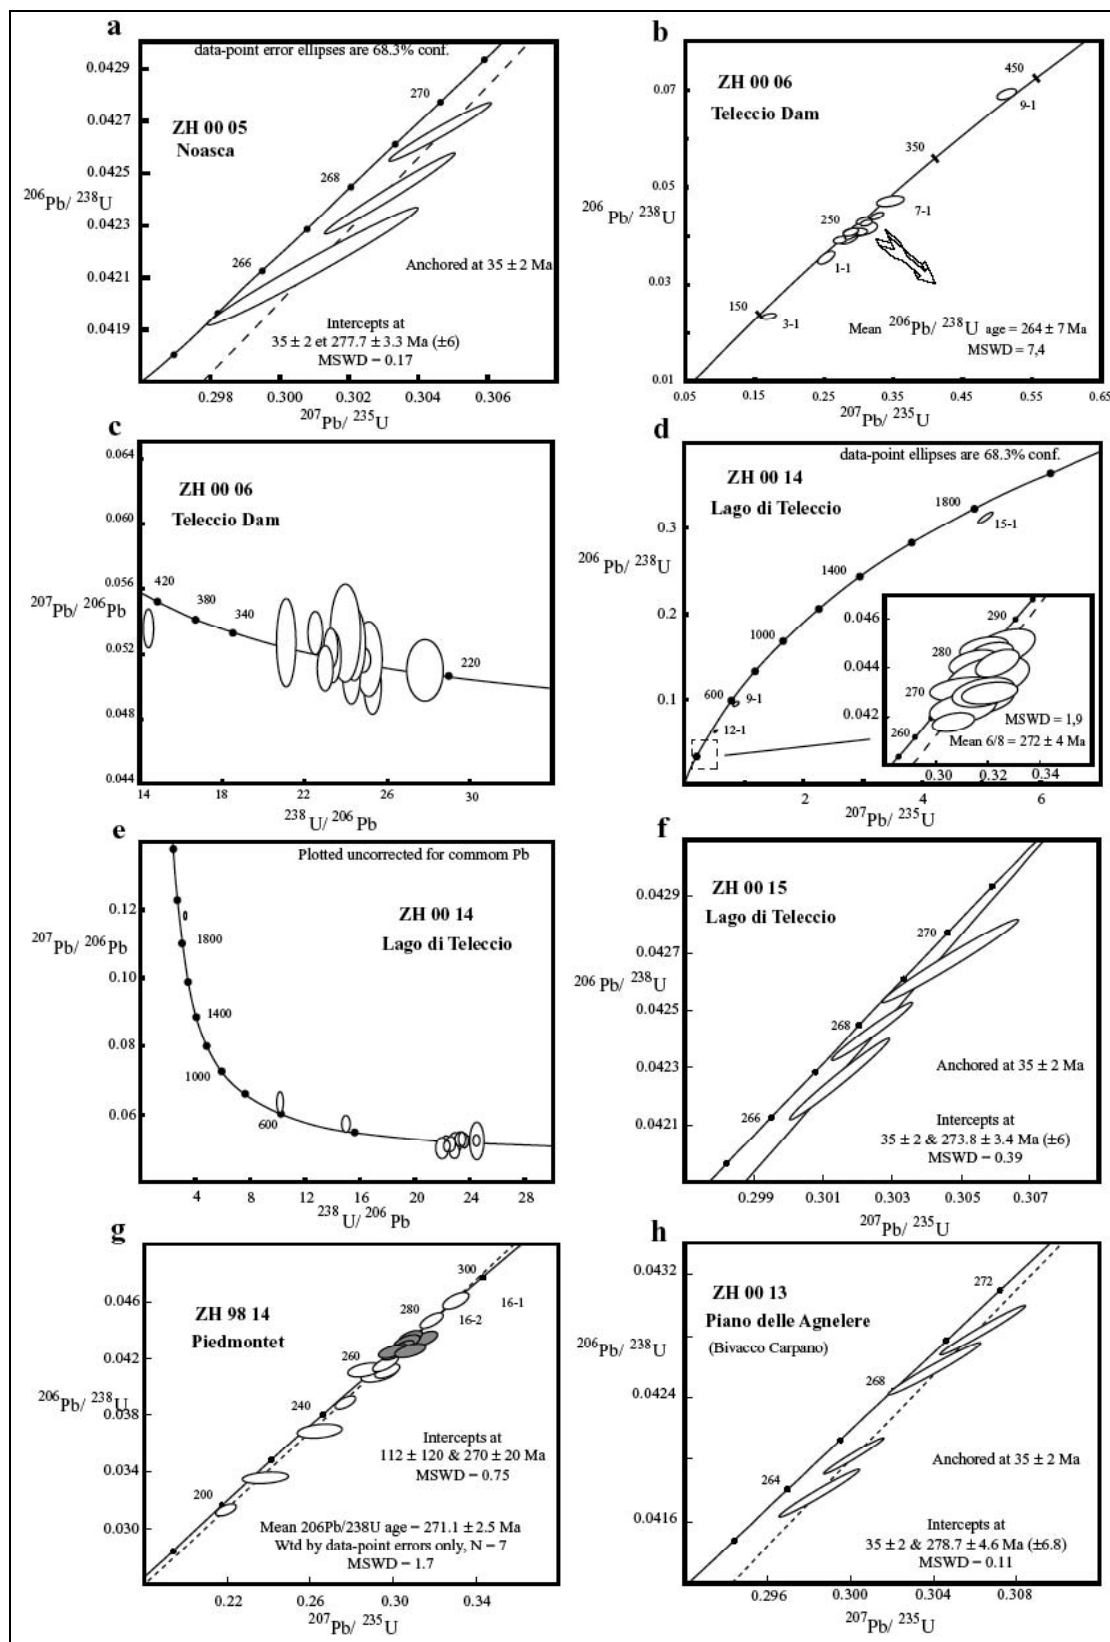 a
data-point error ellipses are 68.3% conf.
ZH 00 05
Noasca
206Pb/ 238U
0.0429
0.0427
0.0425
0.0423
0.0421
0.0419
270
268
266
Anchored at 35 ± 2 Ma
Intercepts at
35 ± 2 et 277.7 ± 3.3 Ma (±6)
MSWD = 0.17
0.298 0.300 0.302 0.304 0.306
207Pb/ 235U
b
ZH 00 06
Teleccio Dam
206Pb/ 238U
0.07
0.05
0.03
0.01
450
9-1
350
7-1
250
1-1
150
3-1
Mean 206Pb/ 238U age = 264 ± 7 Ma
MSWD = 7,4
0.05 0.15 0.25 0.35 0.45 0.55 0.65
207Pb/ 235U
c
ZH 00 06
Teleccio Dam
207Pb/ 206Pb
0.064
0.060
0.056
0.052
0.048
0.044
420
380
340
220
14 18 22 26 30
238U/ 206Pb
d
data-point ellipses are 68.3% conf.
ZH 00 14
Lago di Teleccio
206Pb/ 238U
0.3
0.2
0.1
1800
15-1
1400
1000
600
9-1
12-1
0.046
0.044
0.042
290
280
270
260
MSWD = 1,9
Mean 6/8 = 272 ± 4 Ma
0.30 0.32 0.34
2 4 6
207Pb/ 235U
e
Plotted uncorrected for commom Pb
ZH 00 14
Lago di Teleccio
207Pb/ 206Pb
0.12
0.10
0.08
0.06
1800
1400
1000
600
4 8 12 16 20 24 28
238U/ 206Pb
f
ZH 00 15
Lago di Teleccio
206Pb/ 238U
0.0429
0.0427
0.0425
0.0423
0.0421
270
268
266
Anchored at 35 ± 2 Ma
Intercepts at
35 ± 2 & 273.8 ± 3.4 Ma (±6)
MSWD = 0.39
0.299 0.301 0.303 0.305 0.307
207Pb/ 235U
g
ZH 98 14
Piedmontet
206Pb/ 238U
0.046
0.042
0.038
0.034
0.030
300
16-1
280
16-2
260
240
200
Intercepts at
112 ± 120 & 270 ± 20 Ma
MSWD = 0.75
Mean 206Pb/238U age = 271.1 ± 2.5 Ma
Wtd by data-point errors only, N = 7
MSWD = 1.7
0.22 0.26 0.30 0.34
207Pb/ 235U
h
ZH 00 13
Piano delle Agnelere
(Bivacco Carpano)
206Pb/ 238U
0.0432
0.0424
0.0416
272
268
264
Anchored at 35 ± 2 Ma
Intercepts at
35 ± 2 & 278.7 ± 4.6 Ma (±6.8)
MSWD = 0.11
0.296 0.300 0.304 0.308
207Pb/ 235U